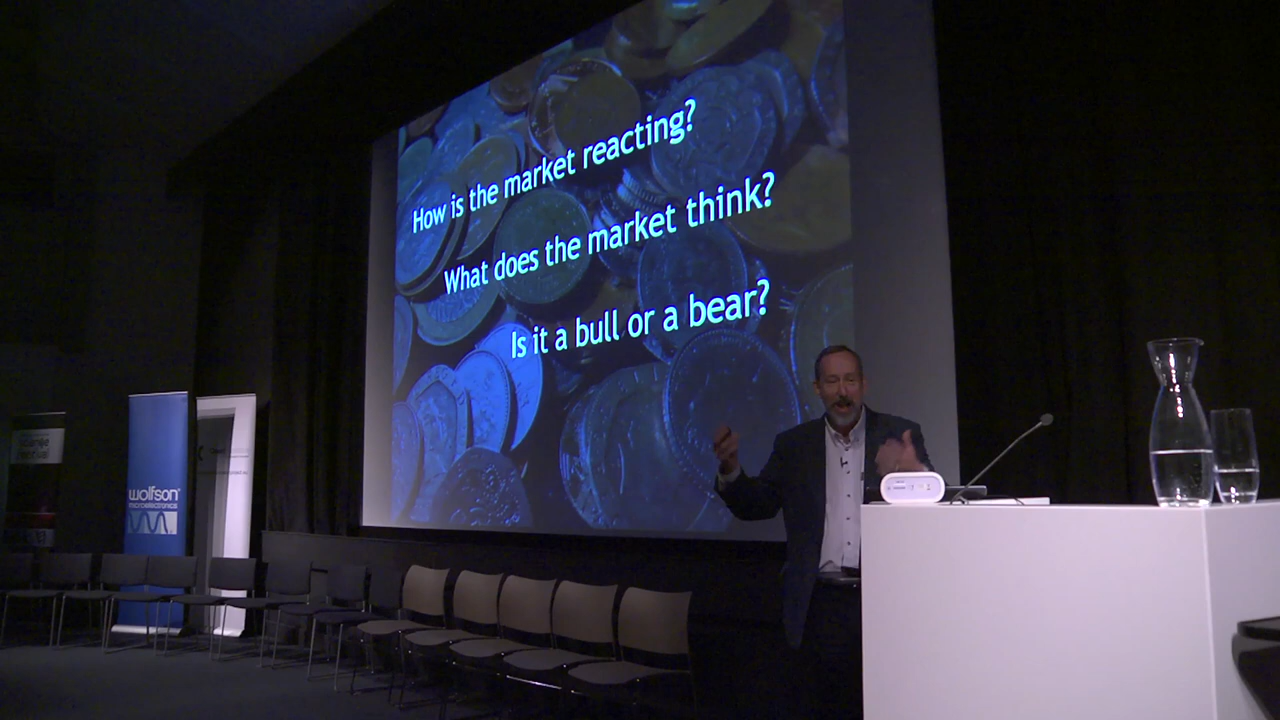 How is the market reacting?
What does the market think?
Is it a bull or a bear?
wolfson
microelectronics